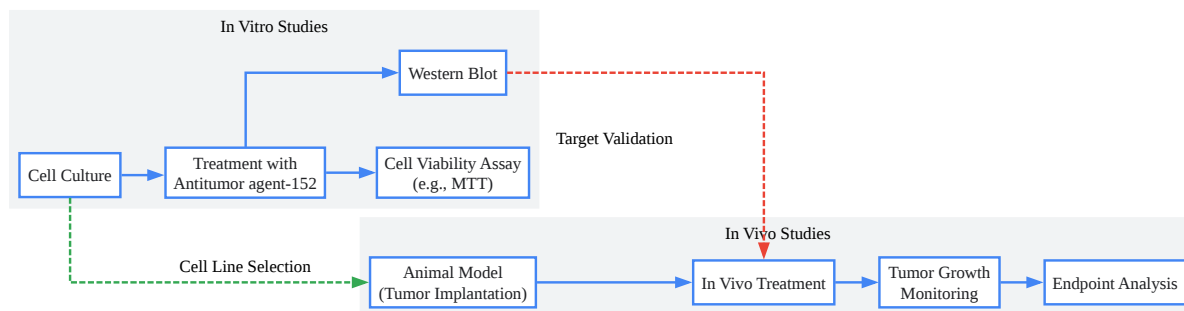 In Vitro Studies
Western Blot
Target Validation
Cell Culture
Treatment with
Antitumor agent-152
Cell Viability Assay
(e.g., MTT)
In Vivo Studies
Cell Line Selection
Animal Model
(Tumor Implantation)
In Vivo Treatment
Tumor Growth
Monitoring
Endpoint Analysis